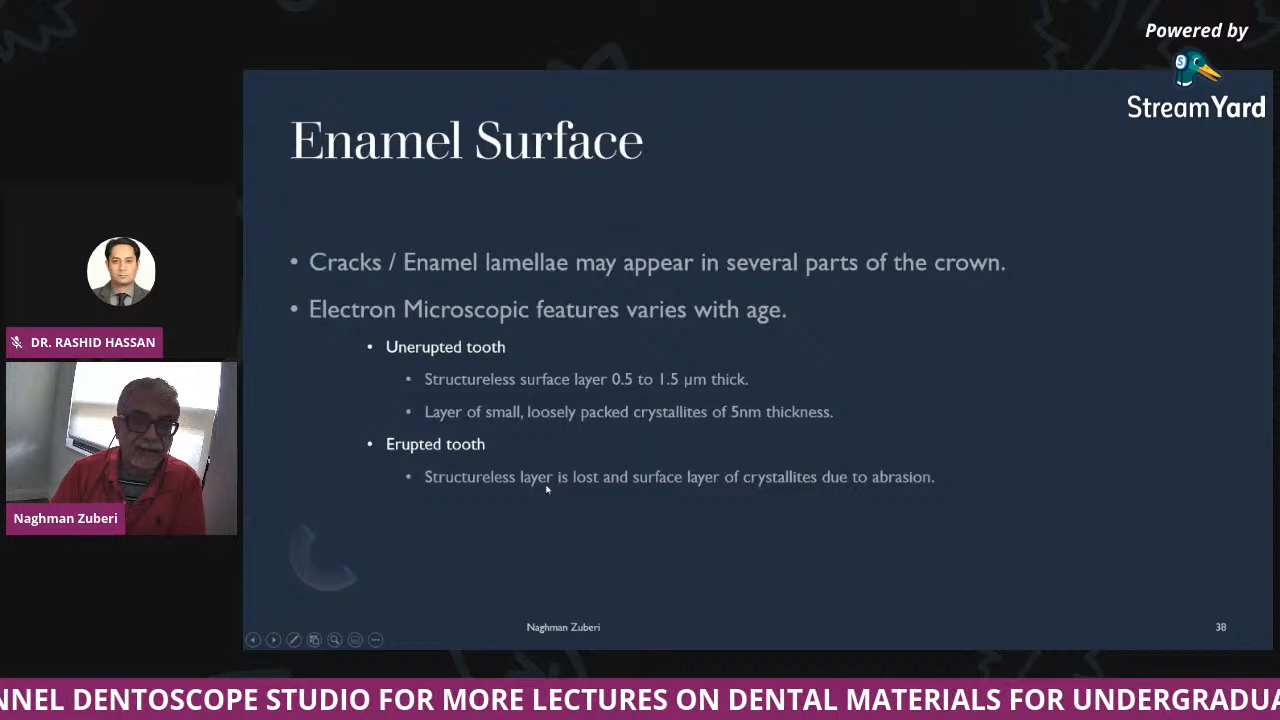 Powered by
StreamYard
Enamel Surface
• Cracks / Enamel lamellae may appear in several parts of the crown.
• Electron Microscopic features varies with age.
• Unerupted tooth
• Structureless surface layer 0.5 to 1.5 µm thick.
• Layer of small, loosely packed crystallites of 5nm thickness.
• Erupted tooth
• Structureless layer is lost and surface layer of crystallites due to abrasion.
DR. RASHID HASSAN
Naghman Zuberi
Naghman Zuberi
38
NNEL DENTOSCOPE STUDIO FOR MORE LECTURES ON DENTAL MATERIALS FOR UNDERGRADUA